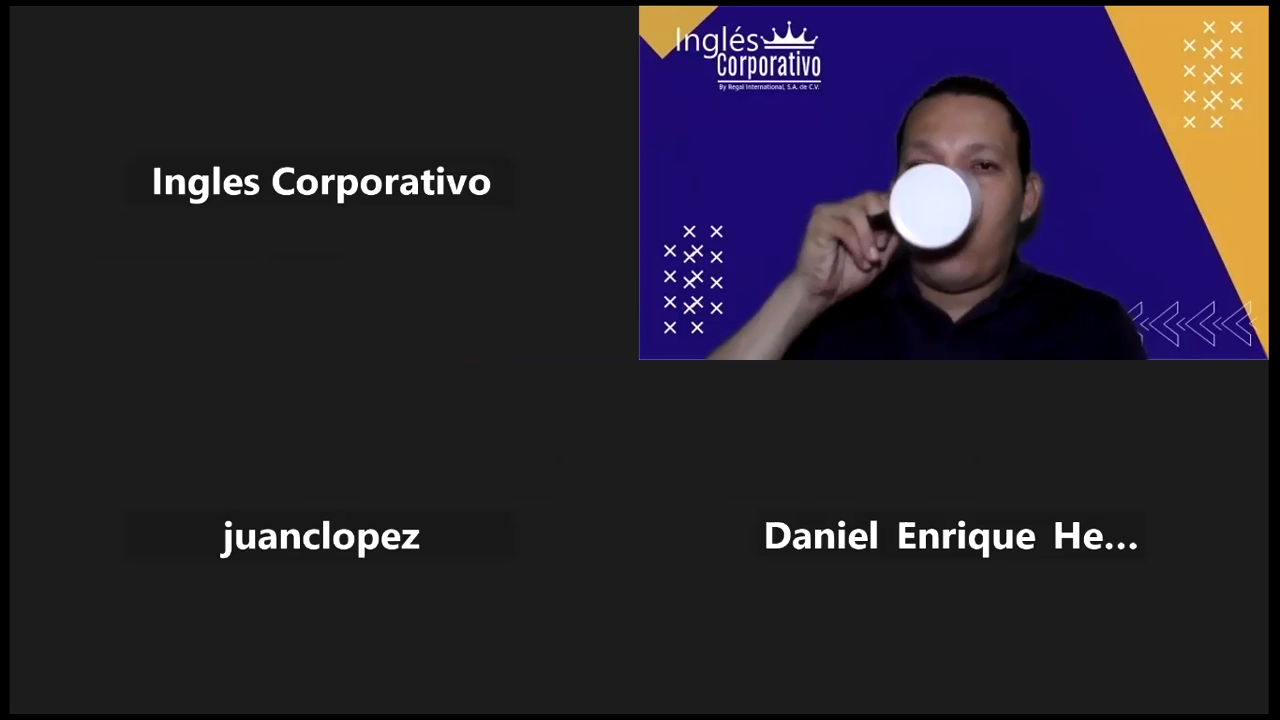 Ingles Corporativo
Inglés
Corporativo
By Regal International, S.A. de C.V.
juanclopez
Daniel Enrique He...